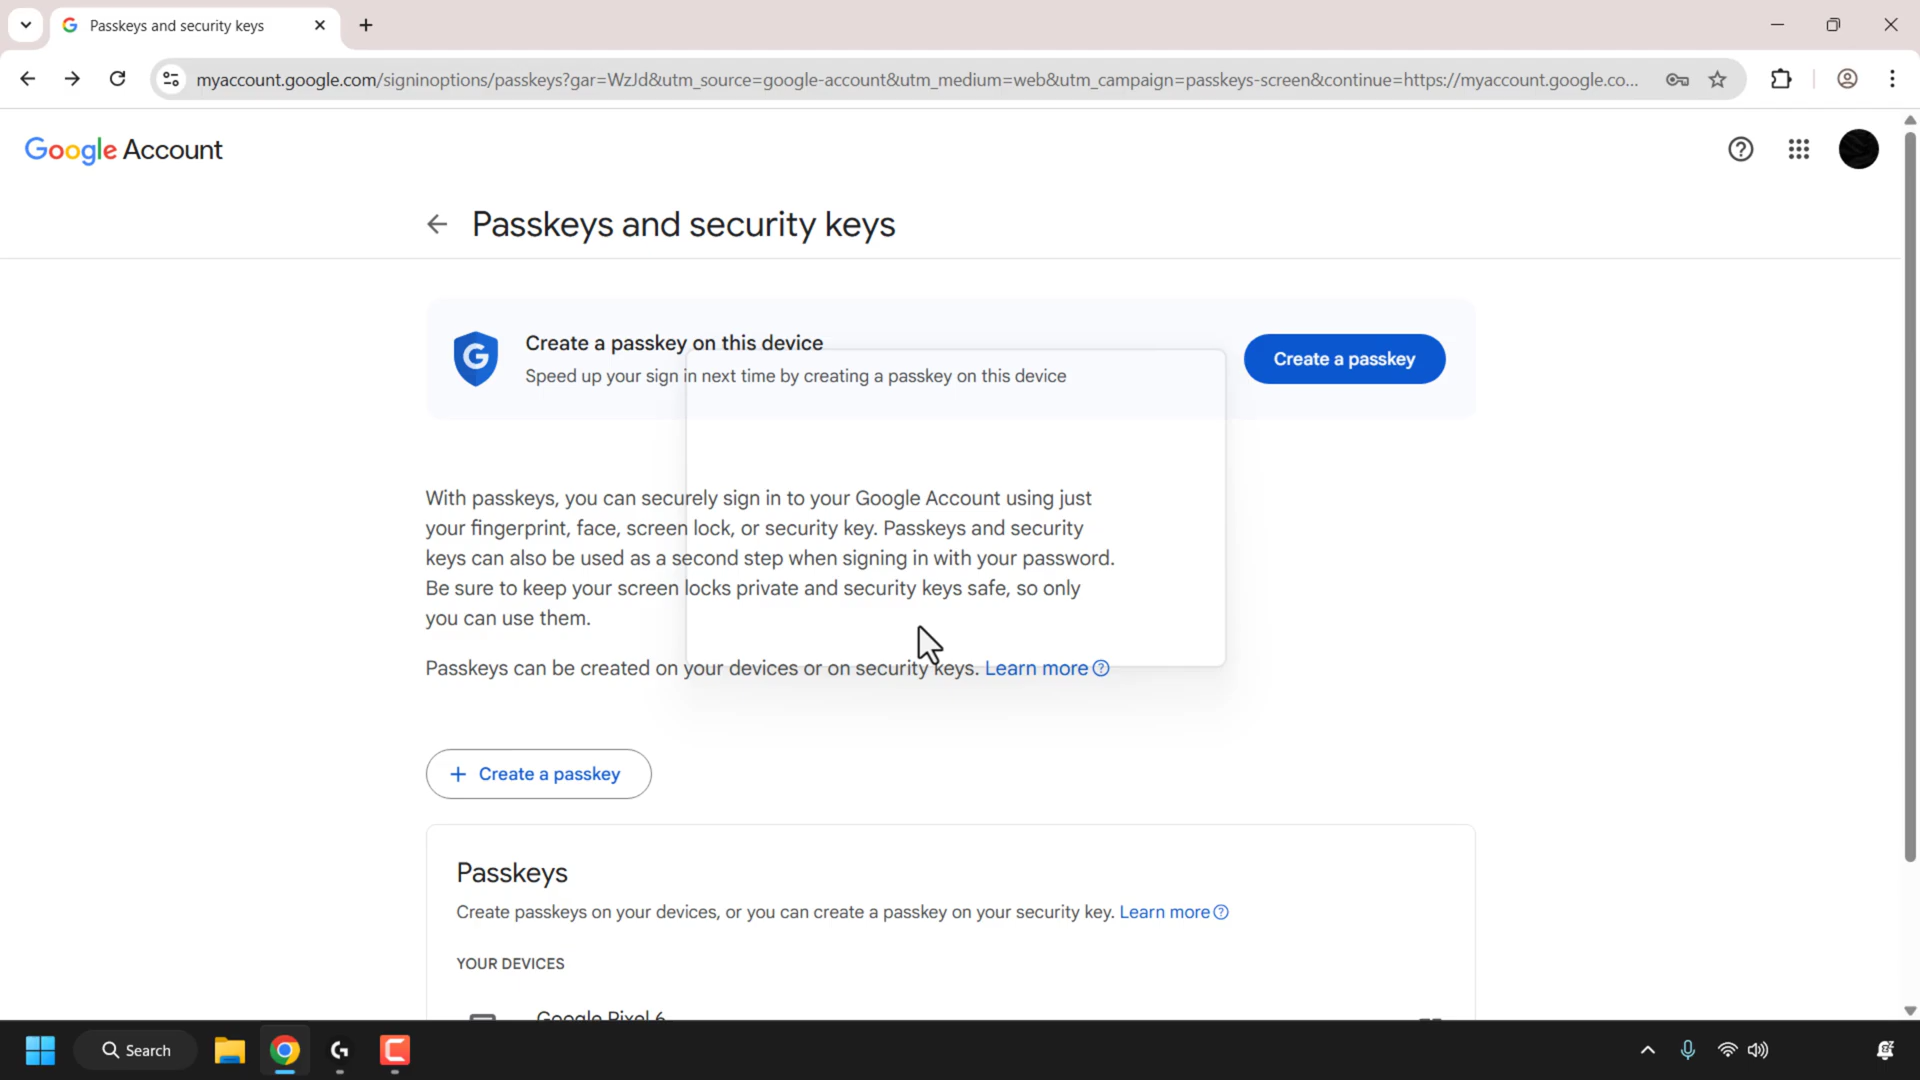 Passkeys and security keys
myaccount.google.com/signinoptions/passkeys?gar=WzJd&utm_source=google-account&utm_medium=web&utm_campaign=passkeys-screen&continue=https://myaccount.google.co...
Google Account
Passkeys and security keys
Create a passkey on this device
Speed up your sign in next time by creating a passkey on this device
Create a passkey
With passkeys, you can securely sign in to your Google Account using just
your fingerprint, face, screen lock, or security key. Passkeys and security
keys can also be used as a second step when signing in with your password.
Be sure to keep your screen locks private and security keys safe, so only
you can use them.
Passkeys can be created on your devices or on security keys. Learn more
+ Create a passkey
Passkeys
Create passkeys on your devices, or you can create a passkey on your security key. Learn more
YOUR DEVICES
Google Pixel 6
Search